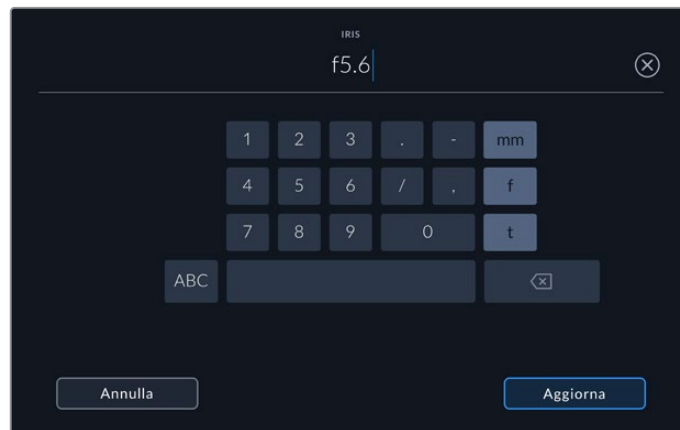 IRIS
f5.6
1 2 3 . - mm
4 5 6 / , f
7 8 9 0 t
ABC
Annulla Aggiorna